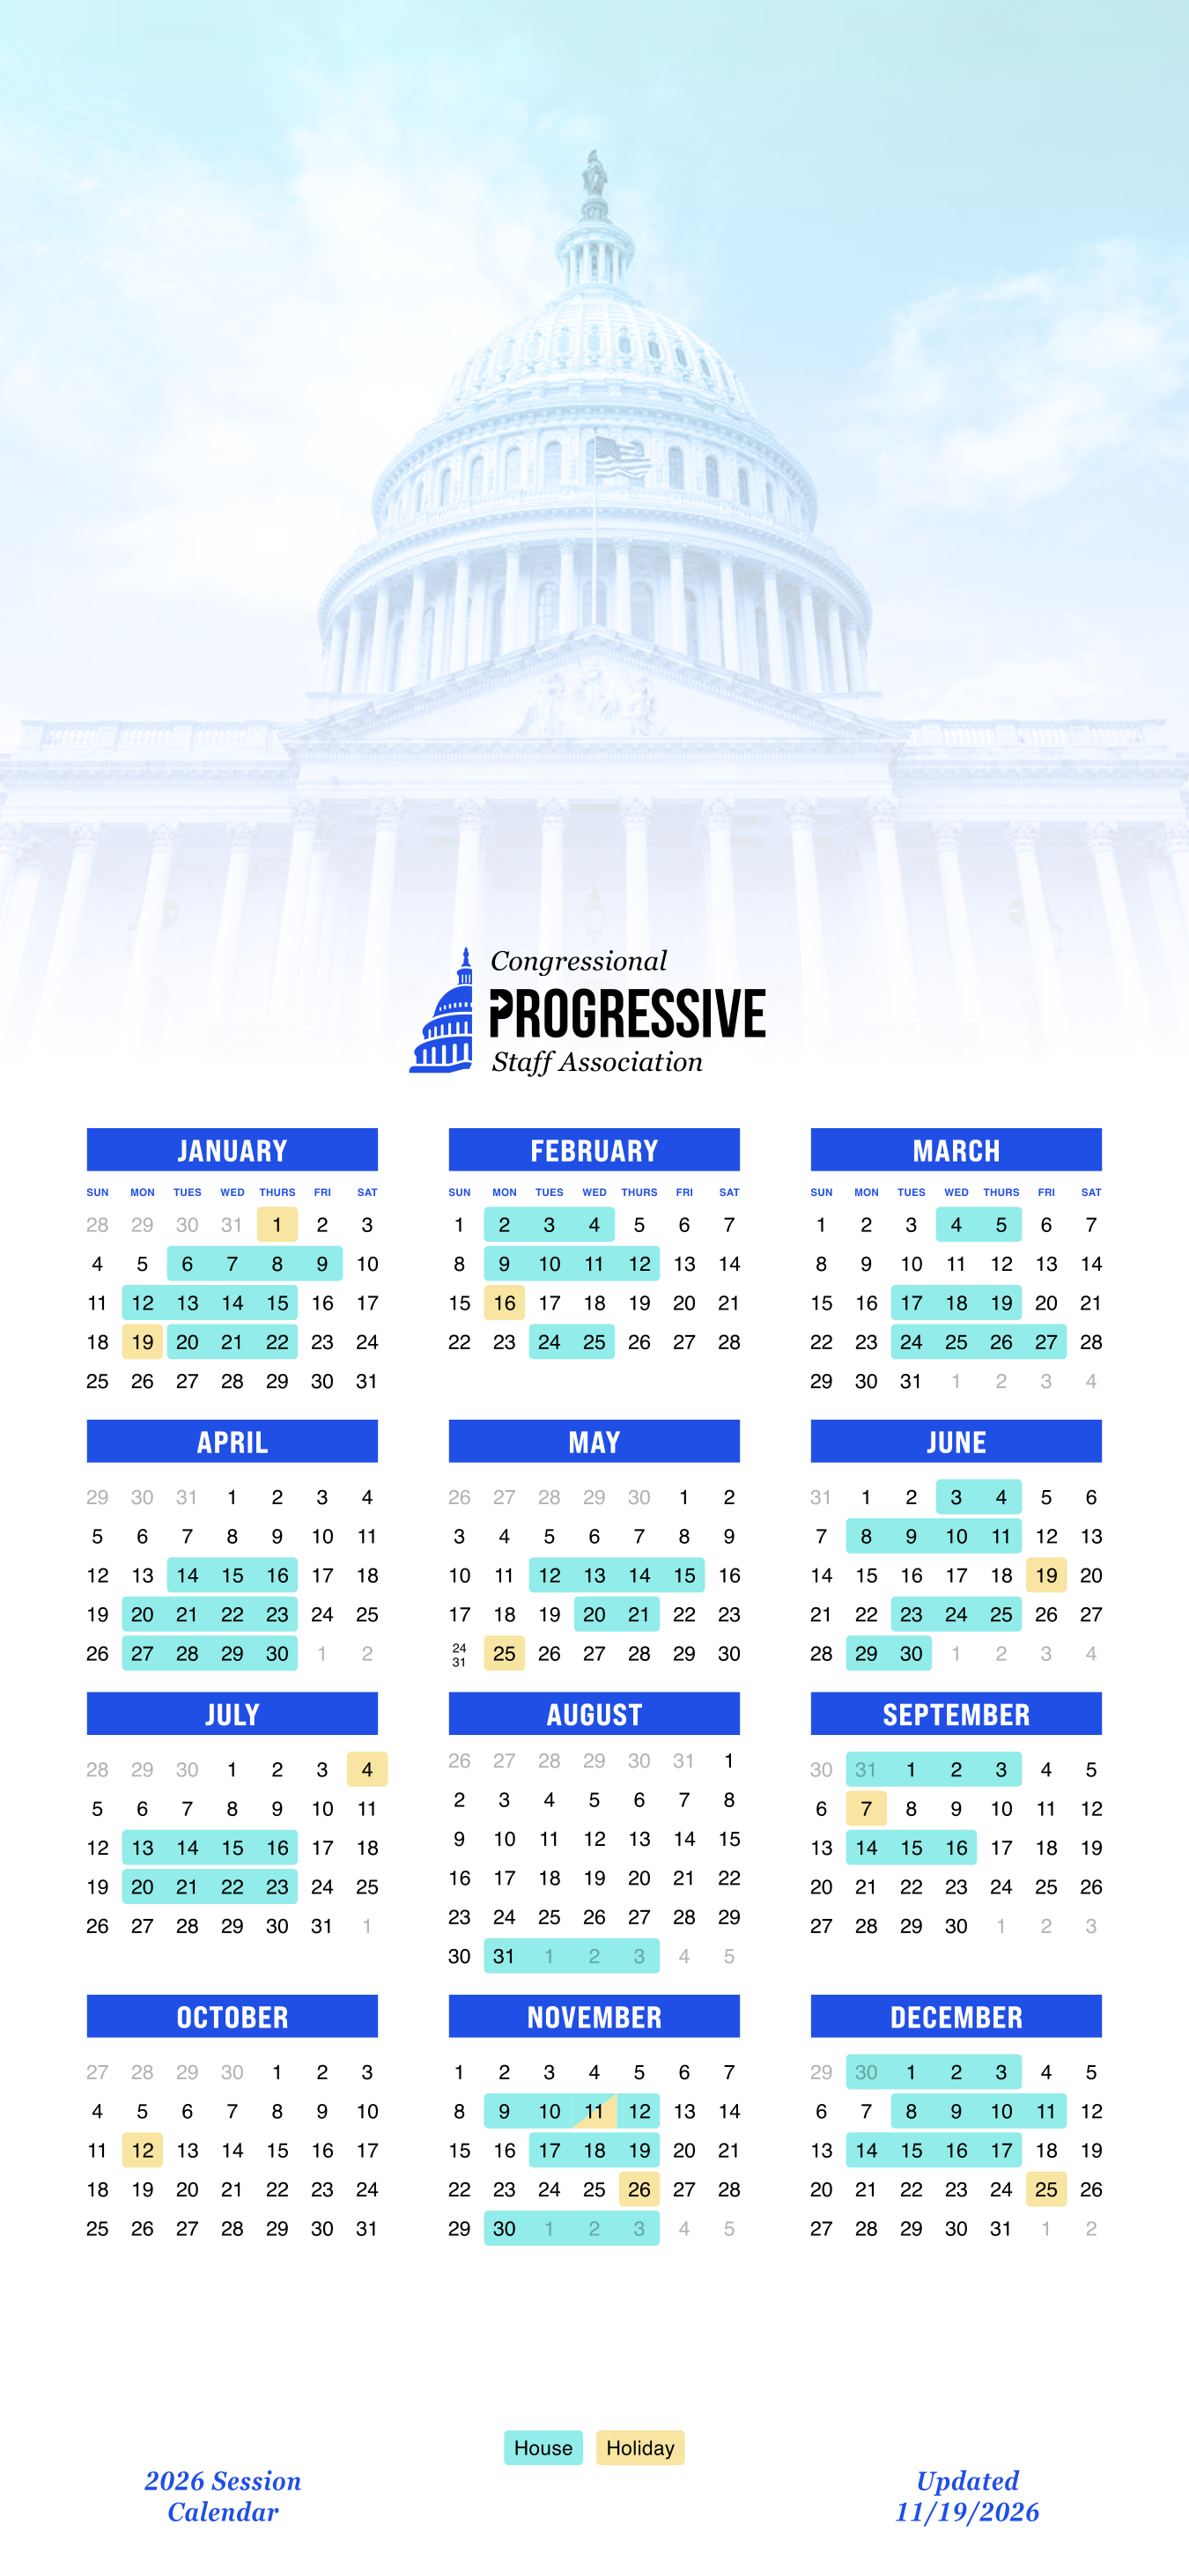 Congressional
PROGRESSIVE
Staff Association
JANUARY
SUN MON TUES WED THURS FRI SAT
28 29 30 31 1 2 3
4 5 6 7 8 9 10
11 12 13 14 15 16 17
18 19 20 21 22 23 24
25 26 27 28 29 30 31
FEBRUARY
SUN MON TUES WED THURS FRI SAT
1 2 3 4 5 6 7
8 9 10 11 12 13 14
15 16 17 18 19 20 21
22 23 24 25 26 27 28
MARCH
SUN MON TUES WED THURS FRI SAT
1 2 3 4 5 6 7
8 9 10 11 12 13 14
15 16 17 18 19 20 21
22 23 24 25 26 27 28
29 30 31 1 2 3 4
APRIL
29 30 31 1 2 3 4
5 6 7 8 9 10 11
12 13 14 15 16 17 18
19 20 21 22 23 24 25
26 27 28 29 30 1 2
MAY
26 27 28 29 30 1 2
3 4 5 6 7 8 9
10 11 12 13 14 15 16
17 18 19 20 21 22 23
24 31 25 26 27 28 29 30
JUNE
31 1 2 3 4 5 6
7 8 9 10 11 12 13
14 15 16 17 18 19 20
21 22 23 24 25 26 27
28 29 30 1 2 3 4
JULY
28 29 30 1 2 3 4
5 6 7 8 9 10 11
12 13 14 15 16 17 18
19 20 21 22 23 24 25
26 27 28 29 30 31 1
AUGUST
26 27 28 29 30 31 1
2 3 4 5 6 7 8
9 10 11 12 13 14 15
16 17 18 19 20 21 22
23 24 25 26 27 28 29
30 31 1 2 3 4 5
SEPTEMBER
30 31 1 2 3 4 5
6 7 8 9 10 11 12
13 14 15 16 17 18 19
20 21 22 23 24 25 26
27 28 29 30 1 2 3
OCTOBER
27 28 29 30 1 2 3
4 5 6 7 8 9 10
11 12 13 14 15 16 17
18 19 20 21 22 23 24
25 26 27 28 29 30 31
NOVEMBER
1 2 3 4 5 6 7
8 9 10 11 12 13 14
15 16 17 18 19 20 21
22 23 24 25 26 27 28
29 30 1 2 3 4 5
DECEMBER
29 30 1 2 3 4 5
6 7 8 9 10 11 12
13 14 15 16 17 18 19
20 21 22 23 24 25 26
27 28 29 30 31 1 2
House Holiday
2026 Session
Calendar
Updated
11/19/2026